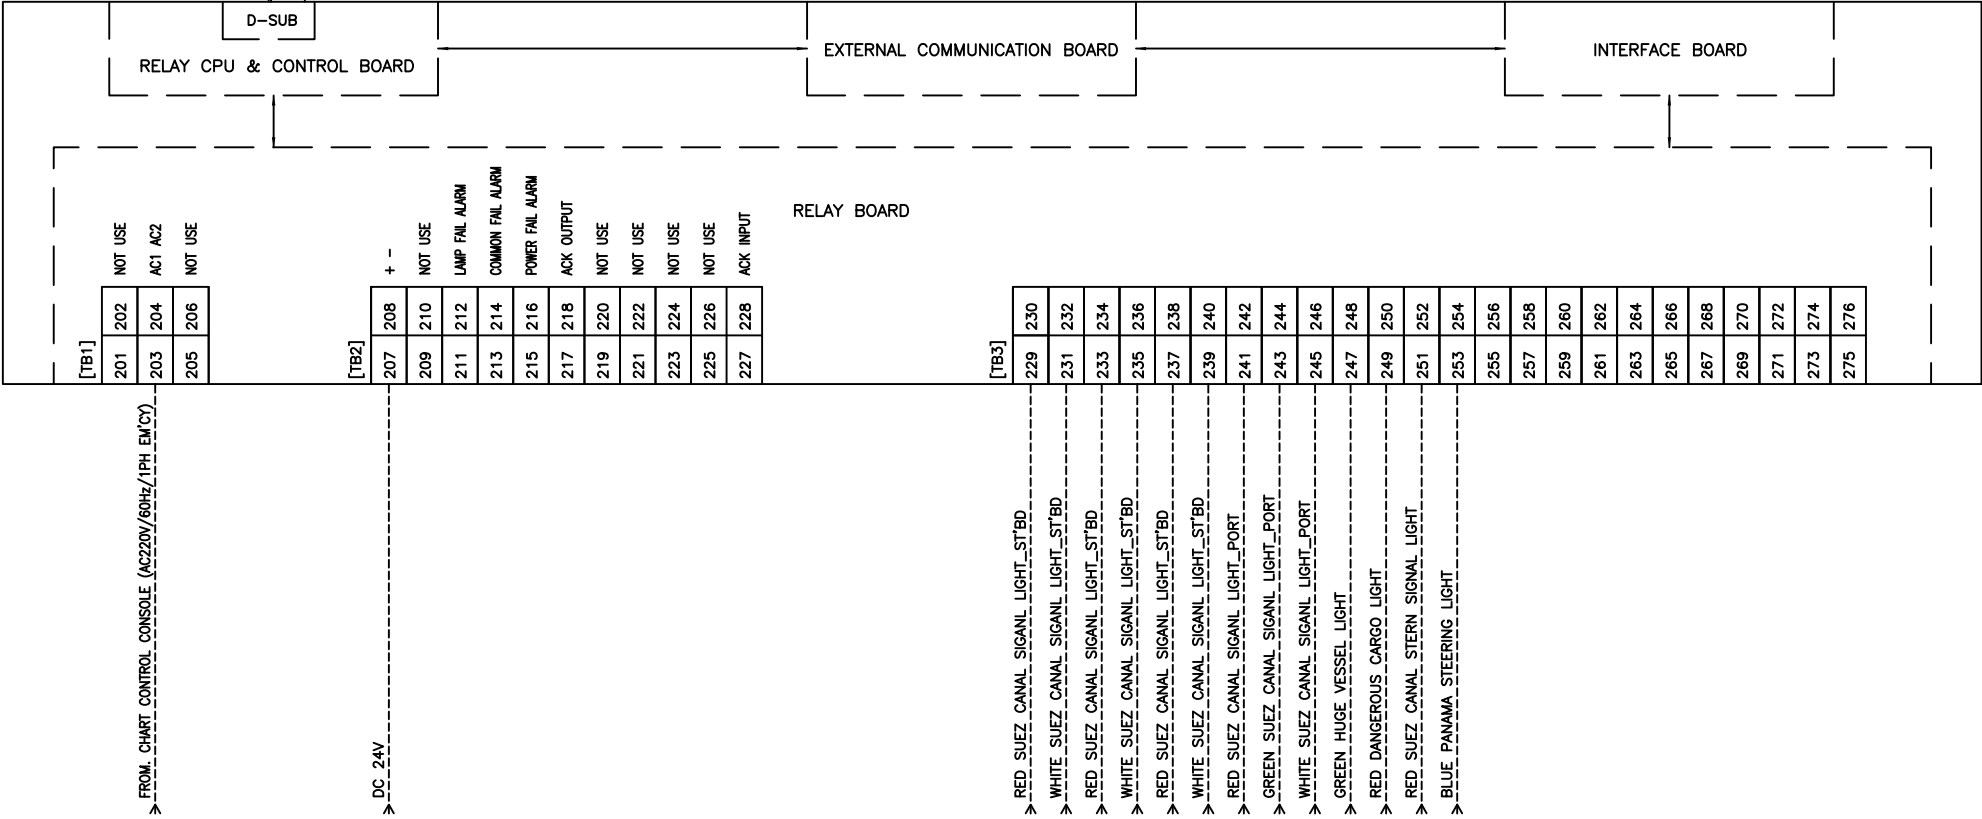 D-SUB
RELAY CPU & CONTROL BOARD
EXTERNAL COMMUNICATION BOARD
INTERFACE BOARD
RELAY BOARD
NOT USE
AC1 AC2
NOT USE
+ -
NOT USE
LAMP FAIL ALARM
COMMON FAIL ALARM
POWER FAIL ALARM
ACK OUTPUT
NOT USE
NOT USE
NOT USE
NOT USE
ACK INPUT
[TB1]
202 204 206
201 203 205
[TB2]
208 210 212 214 216 218 220 222 224 226 228
207 209 211 213 215 217 219 221 223 225 227
[TB3]
230 232 234 236 238 240 242 244 246 248 250 252 254 256 258 260 262 264 266 268 270 272 274 276
229 231 233 235 237 239 241 243 245 247 249 251 253 255 257 259 261 263 265 267 269 271 273 275
FROM. CHART CONTROL CONSOLE (AC220V/60Hz/1PH EM'CY)
DC 24V
RED SUEZ CANAL SIGANL LIGHT_ST'BD
WHITE SUEZ CANAL SIGANL LIGHT_ST'BD
RED SUEZ CANAL SIGANL LIGHT_ST'BD
WHITE SUEZ CANAL SIGANL LIGHT_ST'BD
RED SUEZ CANAL SIGANL LIGHT_ST'BD
WHITE SUEZ CANAL SIGANL LIGHT_ST'BD
RED SUEZ CANAL SIGANL LIGHT_PORT
GREEN SUEZ CANAL SIGANL LIGHT_PORT
WHITE SUEZ CANAL SIGANL LIGHT_PORT
GREEN HUGE VESSEL LIGHT
RED DANGEROUS CARGO LIGHT
RED SUEZ CANAL STERN SIGNAL LIGHT
BLUE PANAMA STEERING LIGHT